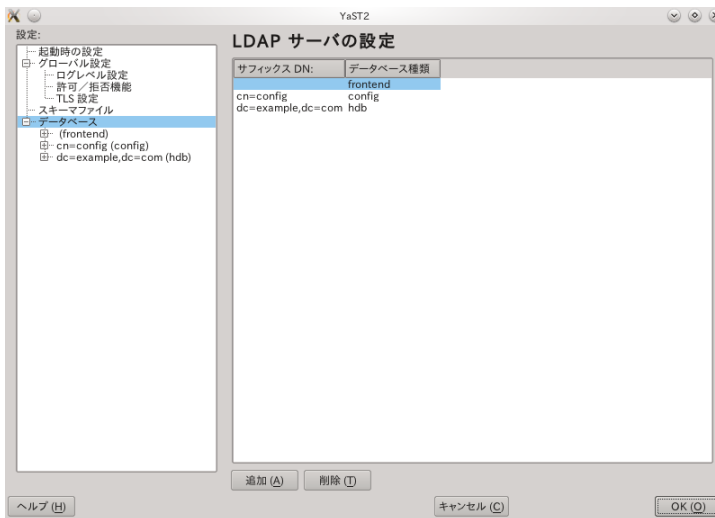 YaST2
設定:
起動時の設定
グローバル設定
ログレベル設定
許可／拒否機能
TLS 設定
スキーマファイル
データベース
(frontend)
cn=config (config)
dc=example,dc=com (hdb)
LDAP サーバの設定
サフィックス DN: データベース種類
frontend
cn=config config
dc=example,dc=com hdb
追加 (A) 削除 (T)
ヘルプ (H) キャンセル (C) OK (O)